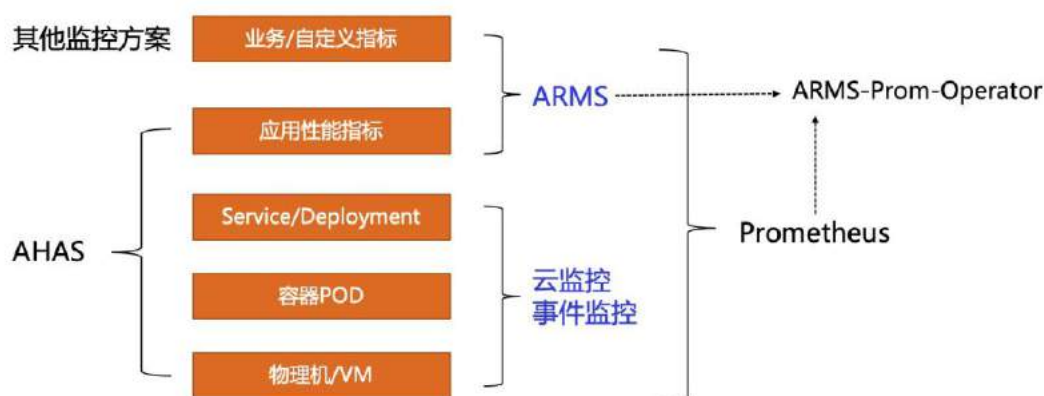 其他监控方案
业务/自定义指标
应用性能指标
ARMS
ARMS-Prom-Operator
AHAS
Service/Deployment
容器POD
物理机/VM
云监控
事件监控
Prometheus